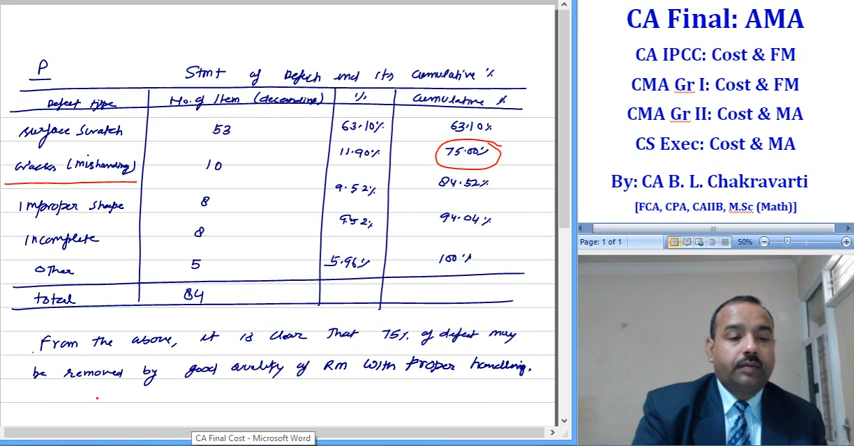 P
Stmt of Defect and its Cumulative %
Defect type No. of Item (decending) % Cumulative %
Surface Scratch 53 63.10% 63.10%
Cracks (Mishanding) 10 11.90% 75.00%
Improper Shape 8 9.52% 84.52%
Incomplete 8 9.52% 94.04%
Other 5 5.96% 100%
Total 84
From the above, it is clear that 75% of defect may
be removed by good quality of RM with proper handling.
CA Final Cost - Microsoft Word
CA Final: AMA
CA IPCC: Cost & FM
CMA Gr I: Cost & FM
CMA Gr II: Cost & MA
CS Exec: Cost & MA
By: CA B. L. Chakravarti
[FCA, CPA, CAIIB, M.Sc (Math)]
Page: 1 of 1 50%